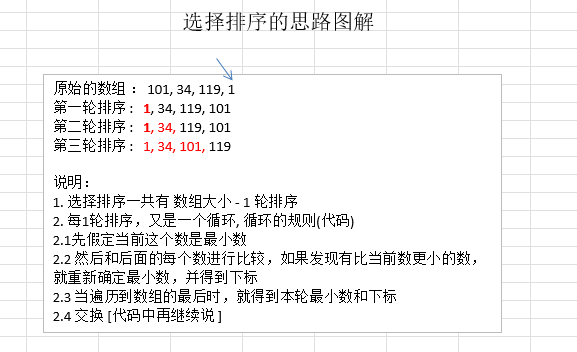 选择排序的思路图解
原始的数组 : 101, 34, 119, 1
第一轮排序 : 1, 34, 119, 101
第二轮排序 : 1, 34, 119, 101
第三轮排序 : 1, 34, 101, 119
说明：
1. 选择排序一共有 数组大小 - 1 轮排序
2. 每1轮排序，又是一个循环, 循环的规则(代码)
2.1先假定当前这个数是最小数
2.2 然后和后面的每个数进行比较，如果发现有比当前数更小的数，
就重新确定最小数，并得到下标
2.3 当遍历到数组的最后时，就得到本轮最小数和下标
2.4 交换 [代码中再继续说 ]